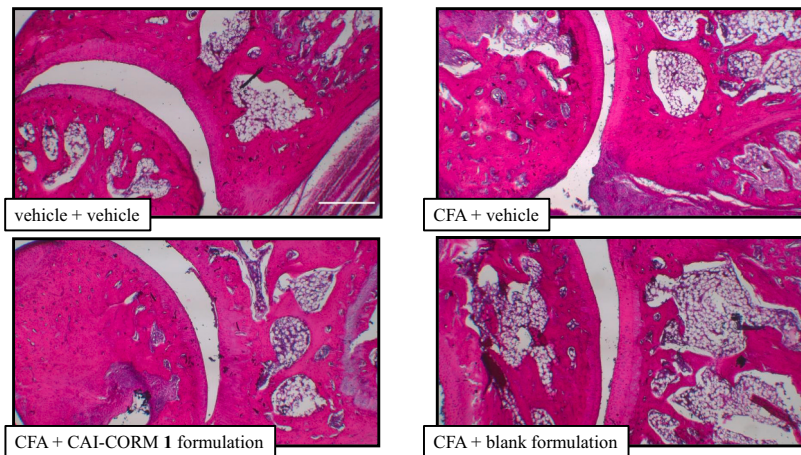 vehicle + vehicle
CFA + vehicle
CFA + CAI-CORM 1 formulation
CFA + blank formulation